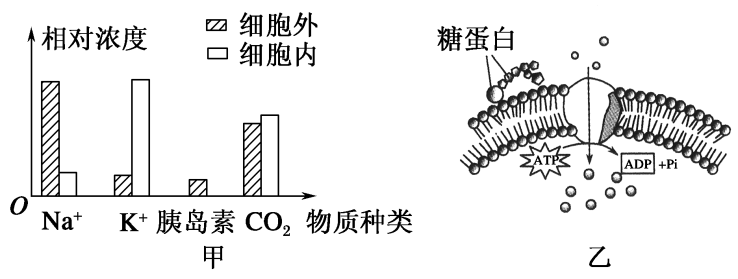 相对浓度
细胞外
细胞内
O
Na⁺ K⁺ 胰岛素 CO₂ 物质种类
甲
糖蛋白
ATP
ADP +Pi
乙